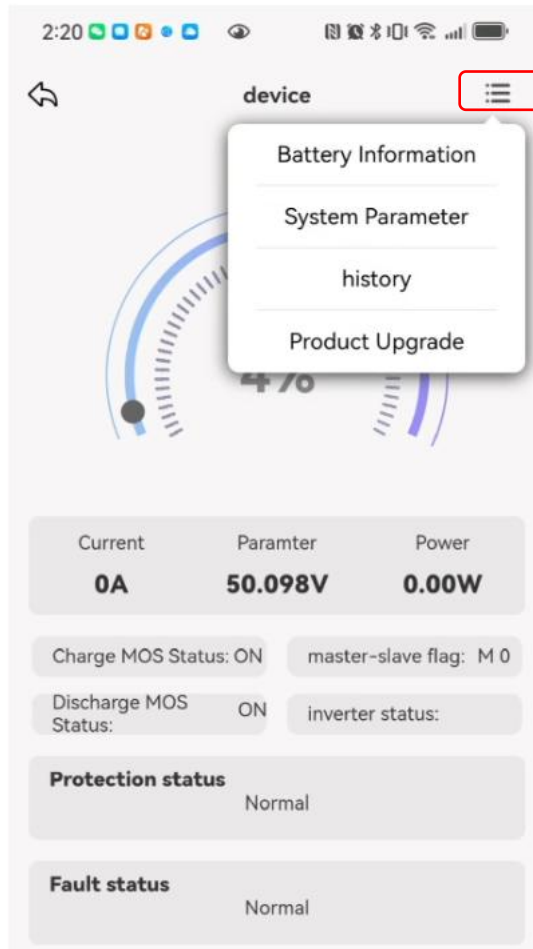 2:20
device
Battery Information
System Parameter
history
Product Upgrade
4%
Current Paramter Power
0A 50.098V 0.00W
Charge MOS Status: ON master-slave flag: M 0
Discharge MOS
Status: ON inverter status:
Protection status
Normal
Fault status
Normal